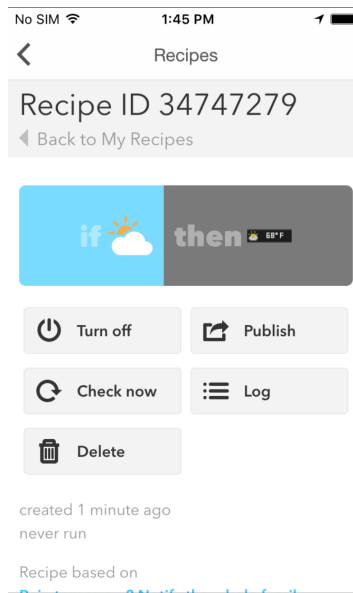 No SIM 1:45 PM
Recipes
Recipe ID 34747279
Back to My Recipes
if then 68°F
Turn off Publish
Check now Log
Delete
created 1 minute ago
never run
Recipe based on